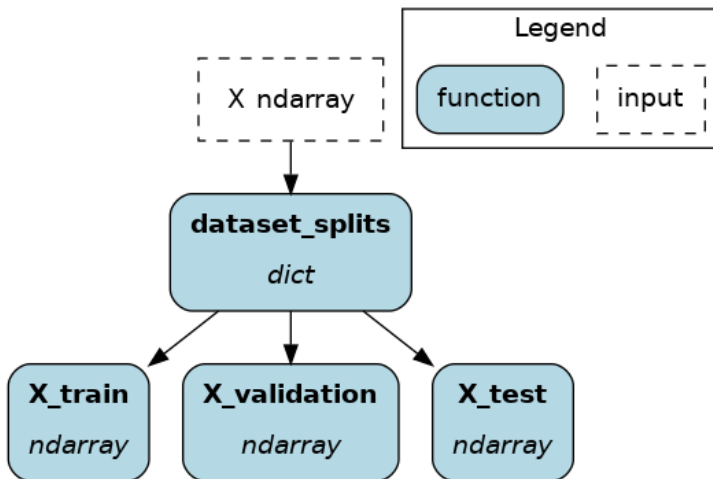 Legend
function
input
X ndarray
dataset_splits
dict
X_train
ndarray
X_validation
ndarray
X_test
ndarray